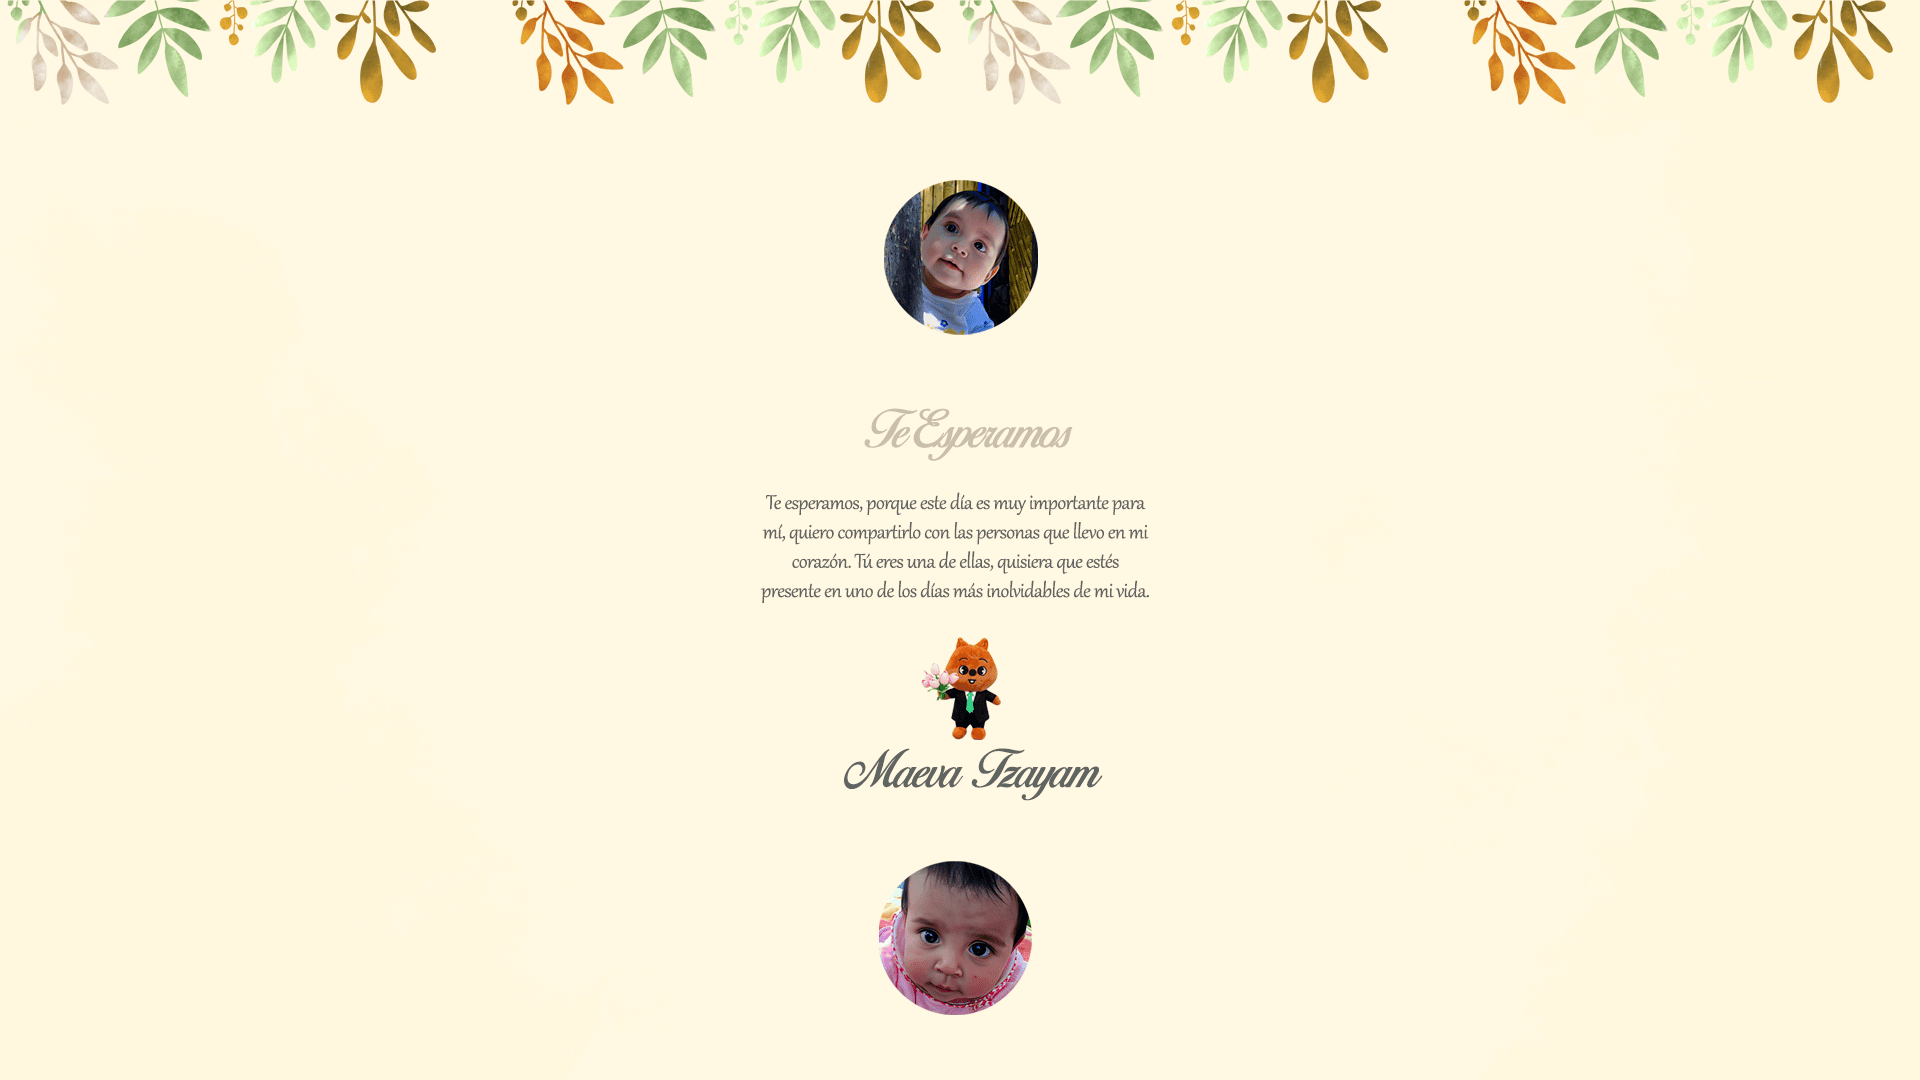 Te Esperamos
Te esperamos, porque este día es muy importante para
mí, quiero compartirlo con las personas que llevo en mi
corazón. Tú eres una de ellas, quisiera que estés
presente en uno de los días más inolvidables de mi vida.
Maeva Tzayam